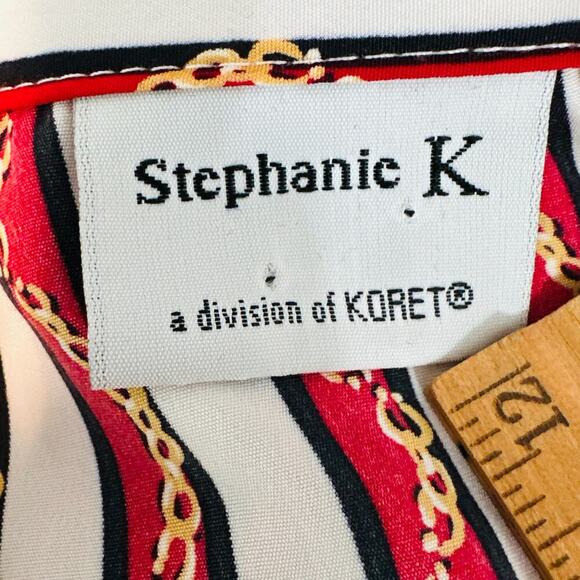 Stephanie K
a division of KORET®
12